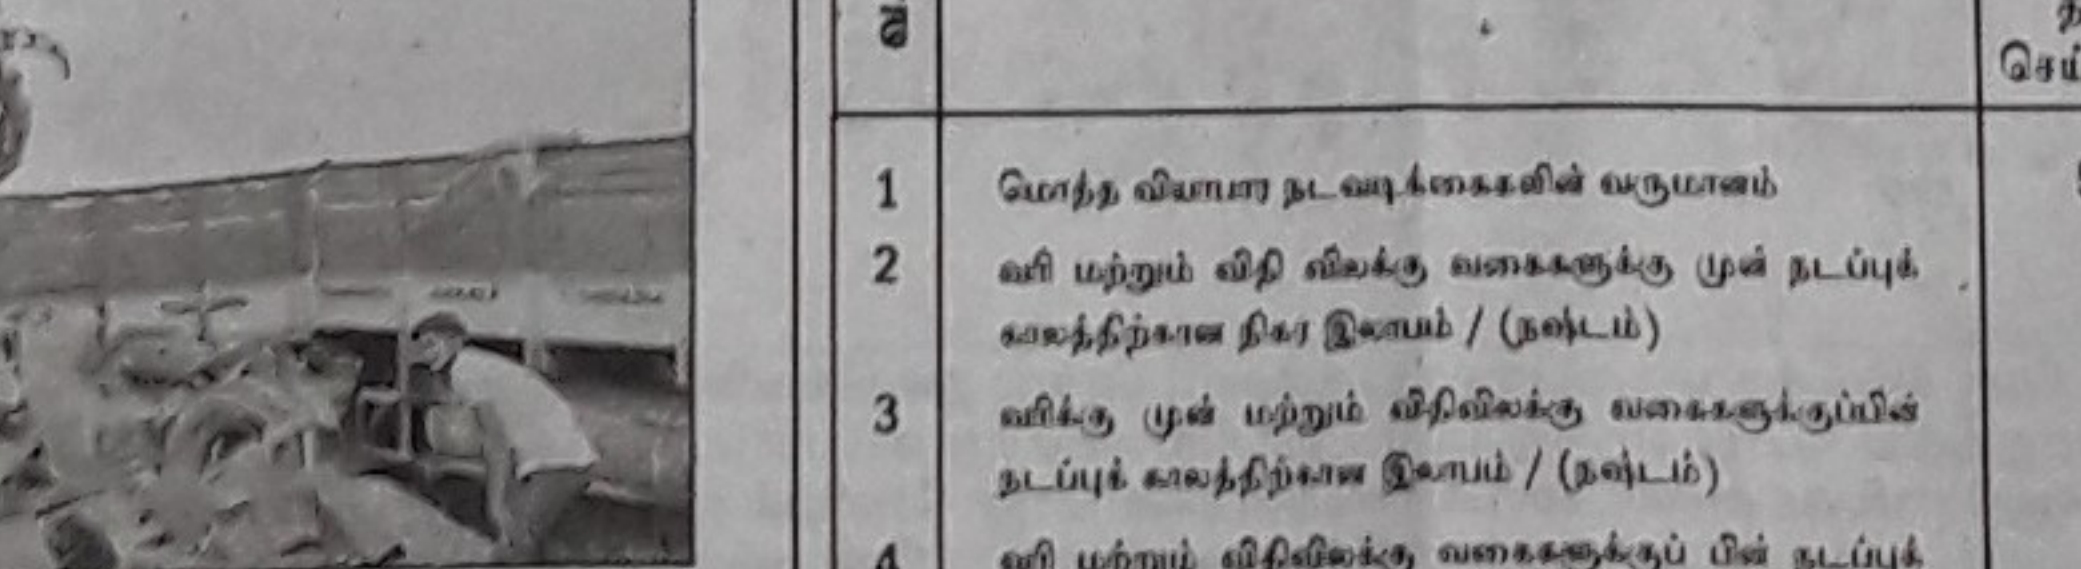 செ
1 மொத்த வியாபார நடவடிக்கைகளின் வருமானம்
2 வரி மற்றும் விதி விலக்கு வகைகளுக்கு முன் நடப்புக்
காலத்திற்கான நிகர இலாபம் / (நஷ்டம்)
3 வரிக்கு முன் மற்றும் விதிவிலக்கு வகைகளுக்குப்பின்
நடப்புக் காலத்திற்கான இலாபம் / (நஷ்டம்)
4 வரி மற்றும் விதிவிலக்கு வகைகளுக்குப் பின் நடப்புக்